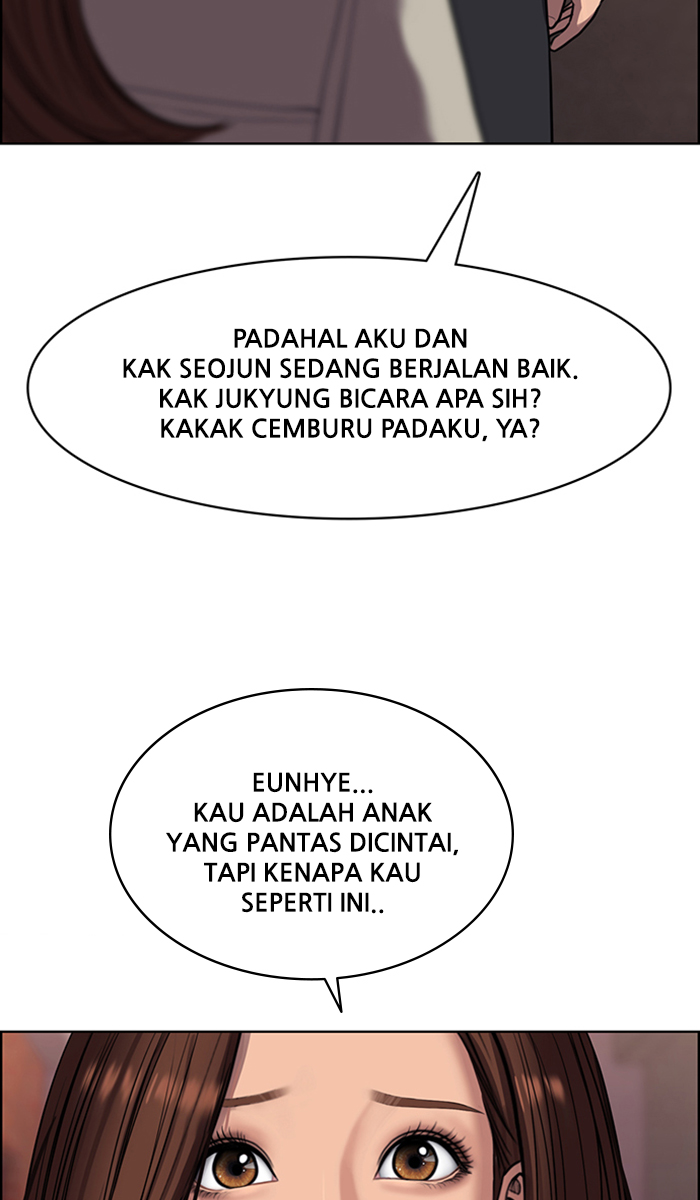 PADAHAL AKU DAN
KAK SEOJUN SEDANG BERJALAN BAIK.
KAK JUKYUNG BICARA APA SIH?
KAKAK CEMBURU PADAKU, YA?
EUNHYE...
KAU ADALAH ANAK
YANG PANTAS DICINTAI,
TAPI KENAPA KAU
SEPERTI INI..